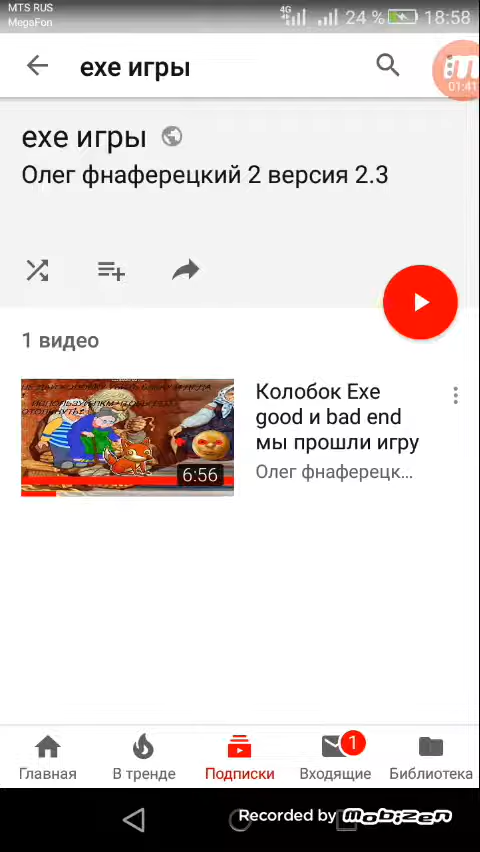 MTS RUS
MegaFon
4G
24 %
18:58
exe игры
01:41
exe игры
Олег фнаферецкий 2 версия 2.3
1 видео
6:56
Колобок Exe
good и bad end
мы прошли игру
Олег фнаферецк...
1
Главная
В тренде
Подписки
Входящие
Библиотека
Recorded by Mobizen